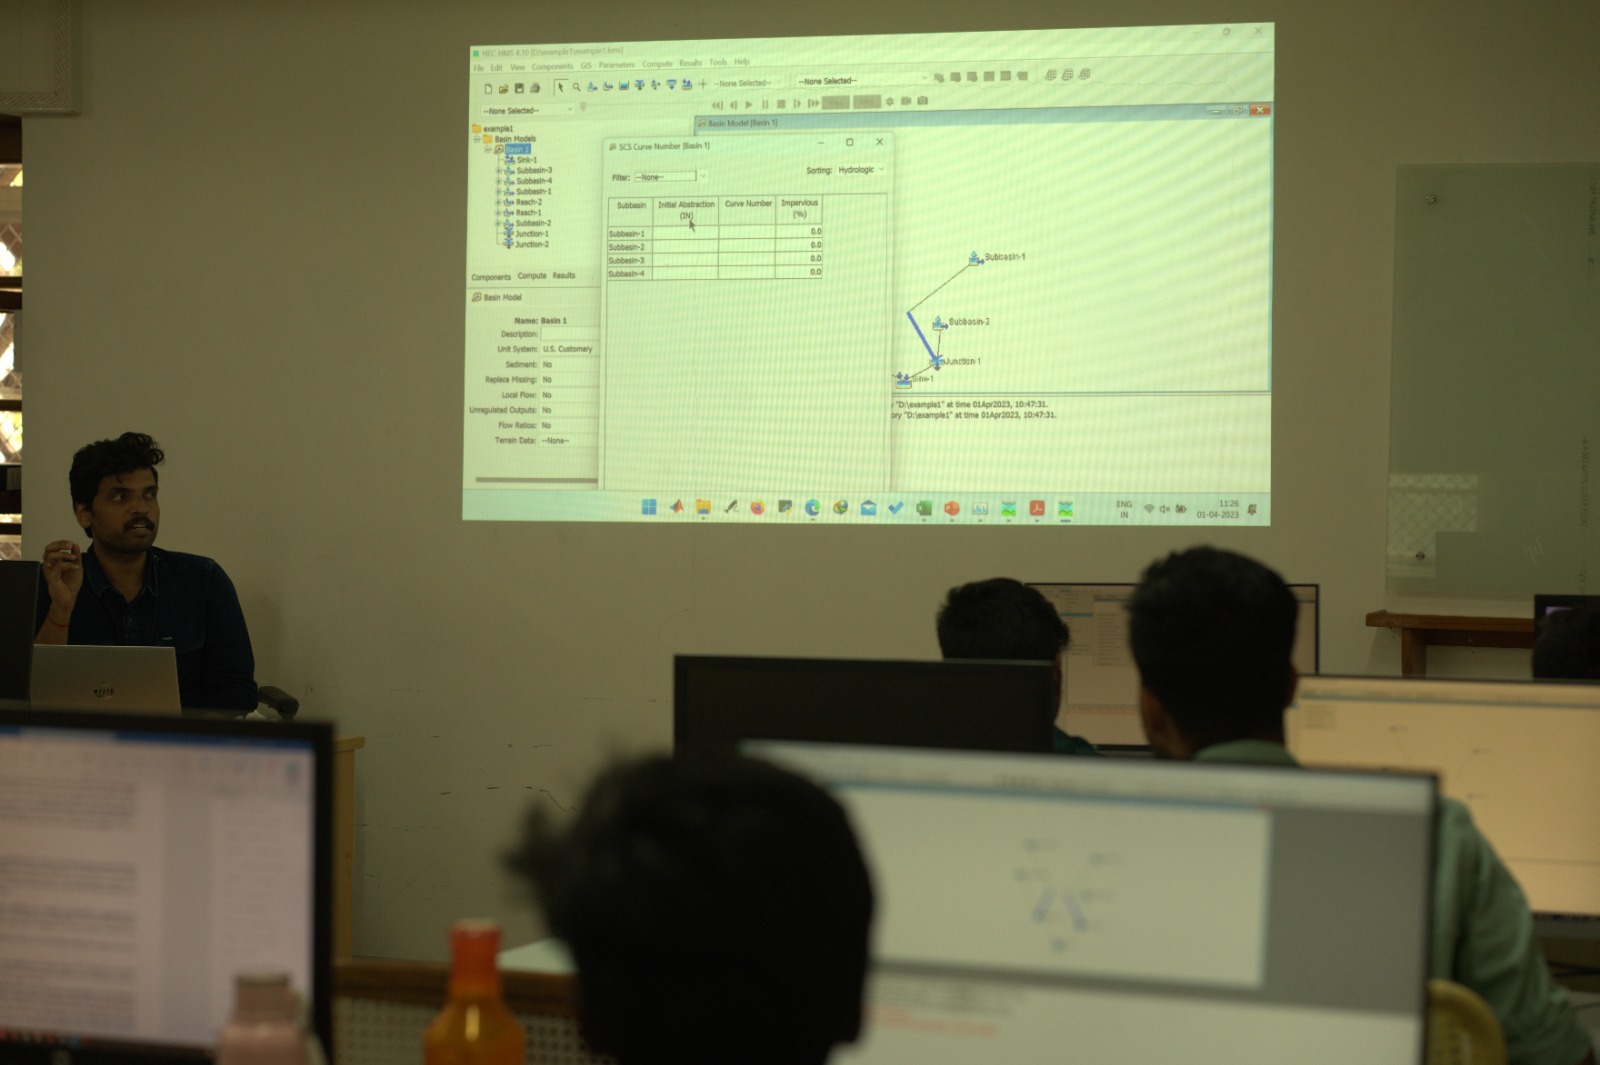 HEC-HMS 4.10 [D:\example1\example1.hms]
File Edit View Components GIS Parameters Compute Results Tools Help
--None Selected--
--None Selected--
--None Selected--
example1
Basin Models
Basin 1
Sink-1
Subbasin-3
Subbasin-4
Subbasin-1
Reach-2
Reach-1
Subbasin-2
Junction-1
Junction-2
Components Compute Results
Basin Model
Name: Basin 1
Description:
Unit System: U.S. Customary
Sediment: No
Replace Missing: No
Local Flow: No
Unregulated Outputs: No
Flow Ratios: No
Terrain Data: --None--
Basin Model [Basin 1]
SCS Curve Number [Basin 1]
Filter: --None--
Sorting: Hydrologic
Subbasin Initial Abstraction (IN) Curve Number Impervious (%)
Subbasin-1 0.0
Subbasin-2 0.0
Subbasin-3 0.0
Subbasin-4 0.0
Subbasin-1
Subbasin-2
Junction-1
Sink-1
"D:\example1" at time 01Apr2023, 10:47:31.
ory "D:\example1" at time 01Apr2023, 10:47:31.
ENG
IN
11:26
01-04-2023